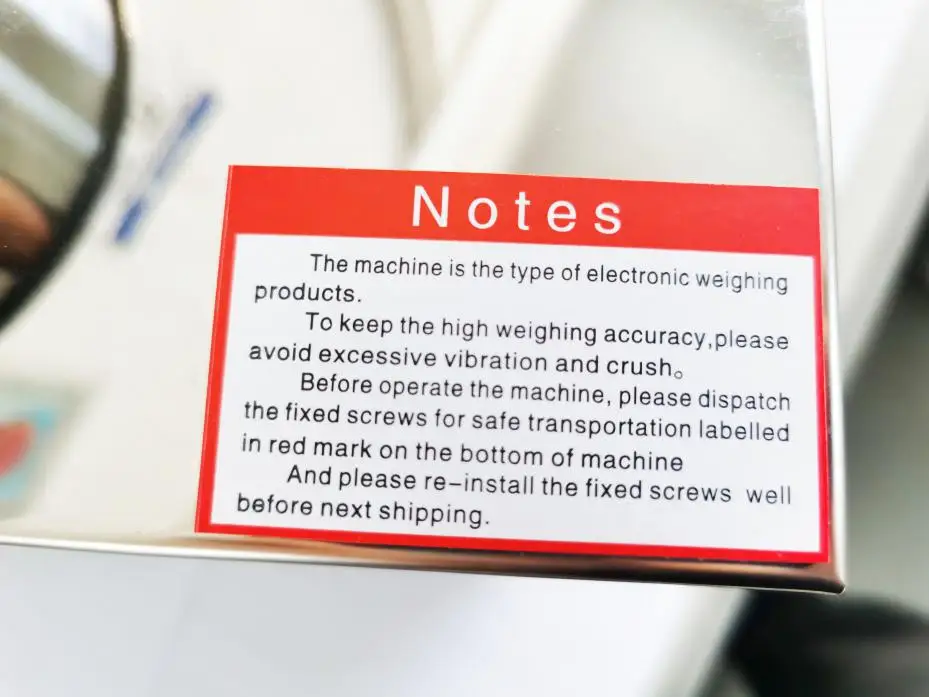 Notes
The machine is the type of electronic weighing
products.
To keep the high weighing accuracy,please
avoid excessive vibration and crush。
Before operate the machine, please dispatch
the fixed screws for safe transportation labelled
in red mark on the bottom of machine
And please re-install the fixed screws well
before next shipping.